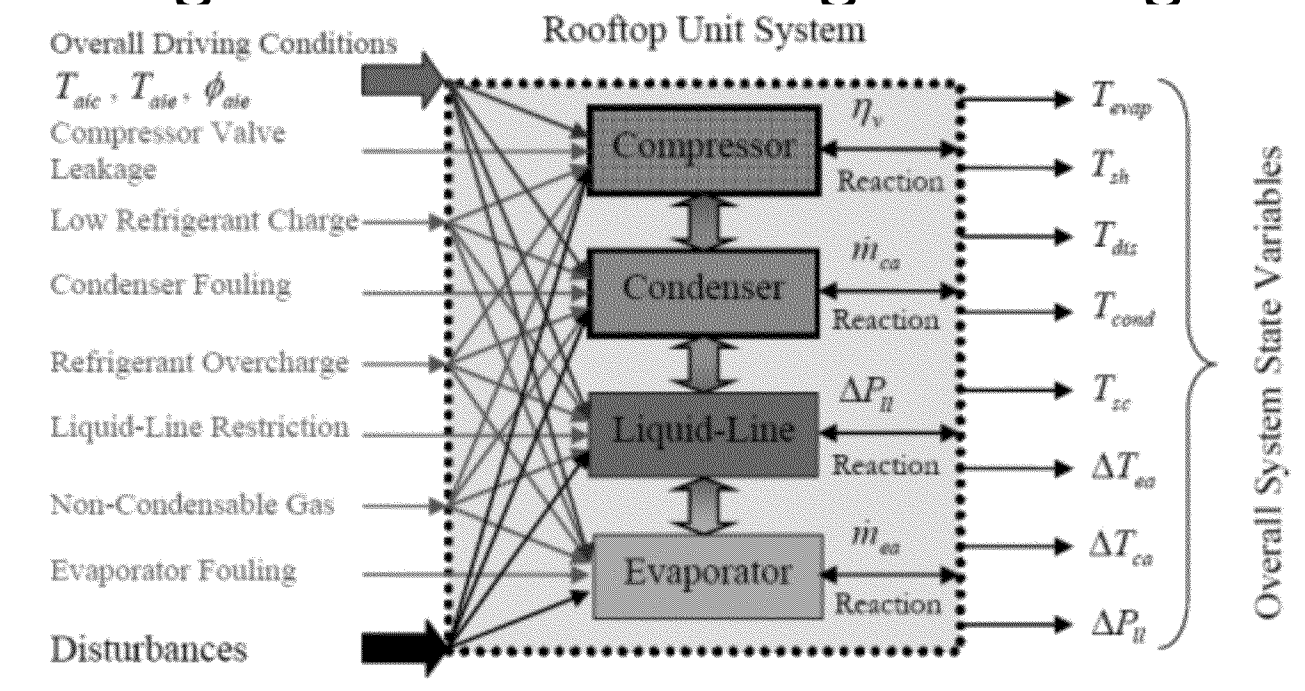 Rooftop Unit System
Overall Driving Conditions
T_aic , T_aie , ϕ_aie
Compressor Valve
Leakage
Low Refrigerant Charge
Condenser Fouling
Refrigerant Overcharge
Liquid-Line Restriction
Non-Condensable Gas
Evaporator Fouling
Disturbances
Compressor
Condenser
Liquid-Line
Evaporator
η_v
Reaction
ṁ_ca
Reaction
ΔP_ll
Reaction
ṁ_ea
Reaction
T_evap
T_sh
T_dis
T_cond
T_sc
ΔT_ea
ΔT_ca
ΔP_ll
Overall System State Variables